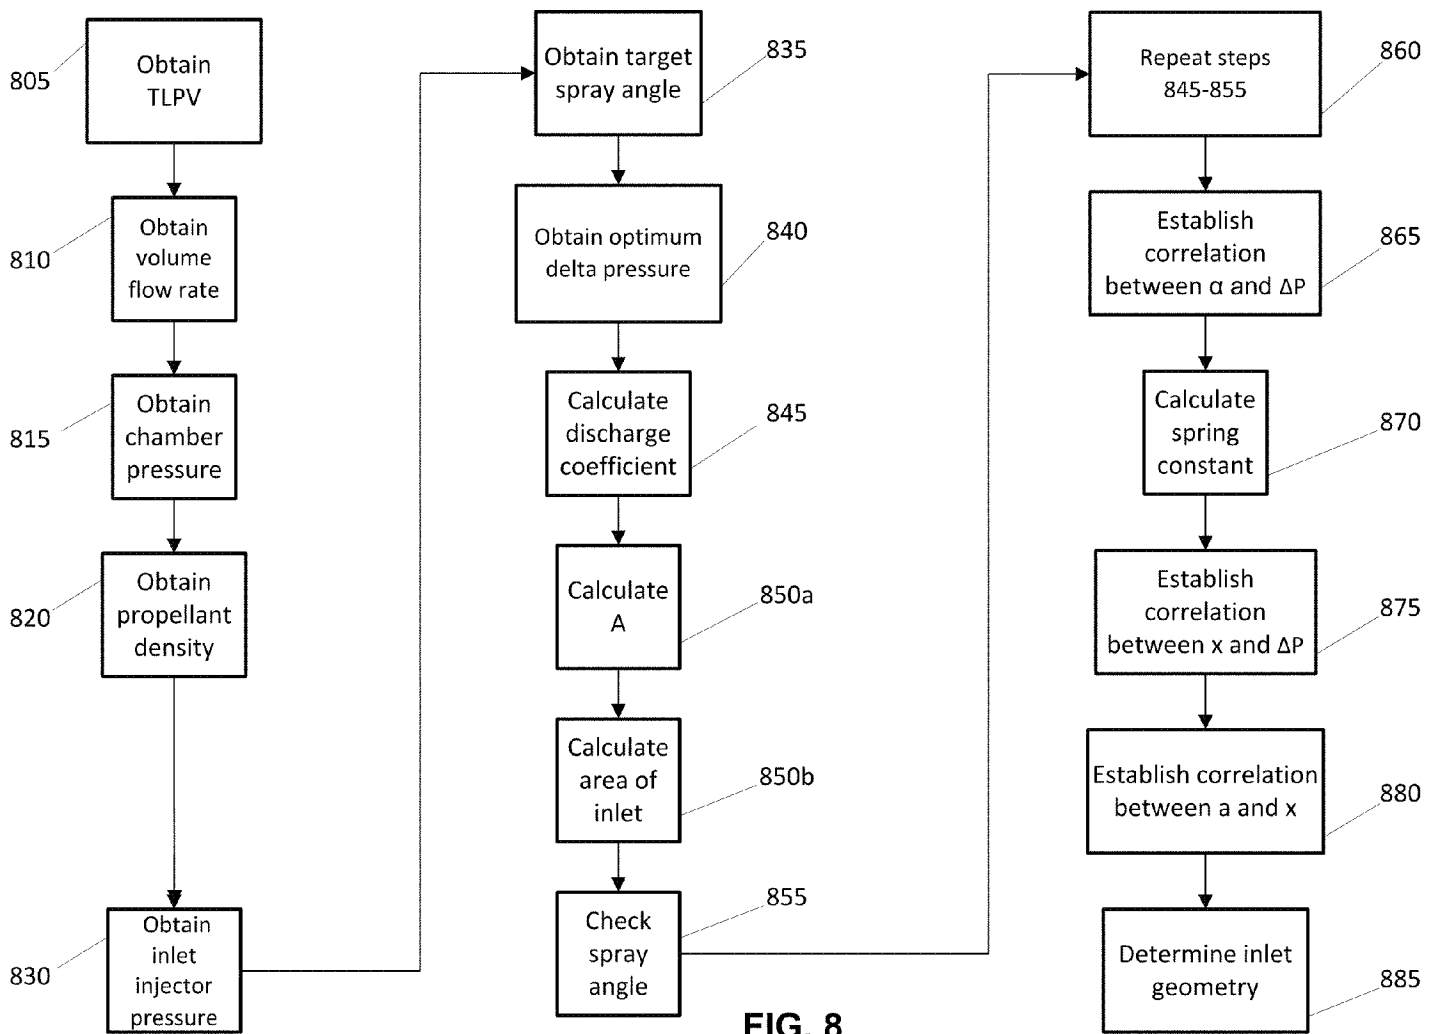 805
Obtain
TLPV
810
Obtain
volume
flow rate
815
Obtain
chamber
pressure
820
Obtain
propellant
density
830
Obtain
inlet
injector
pressure
835
Obtain target
spray angle
840
Obtain optimum
delta pressure
845
Calculate
discharge
coefficient
850a
Calculate
A
850b
Calculate
area of
inlet
855
Check
spray
angle
860
Repeat steps
845-855
865
Establish
correlation
between α and ΔP
870
Calculate
spring
constant
875
Establish
correlation
between x and ΔP
880
Establish correlation
between a and x
885
Determine inlet
geometry
FIG. 8